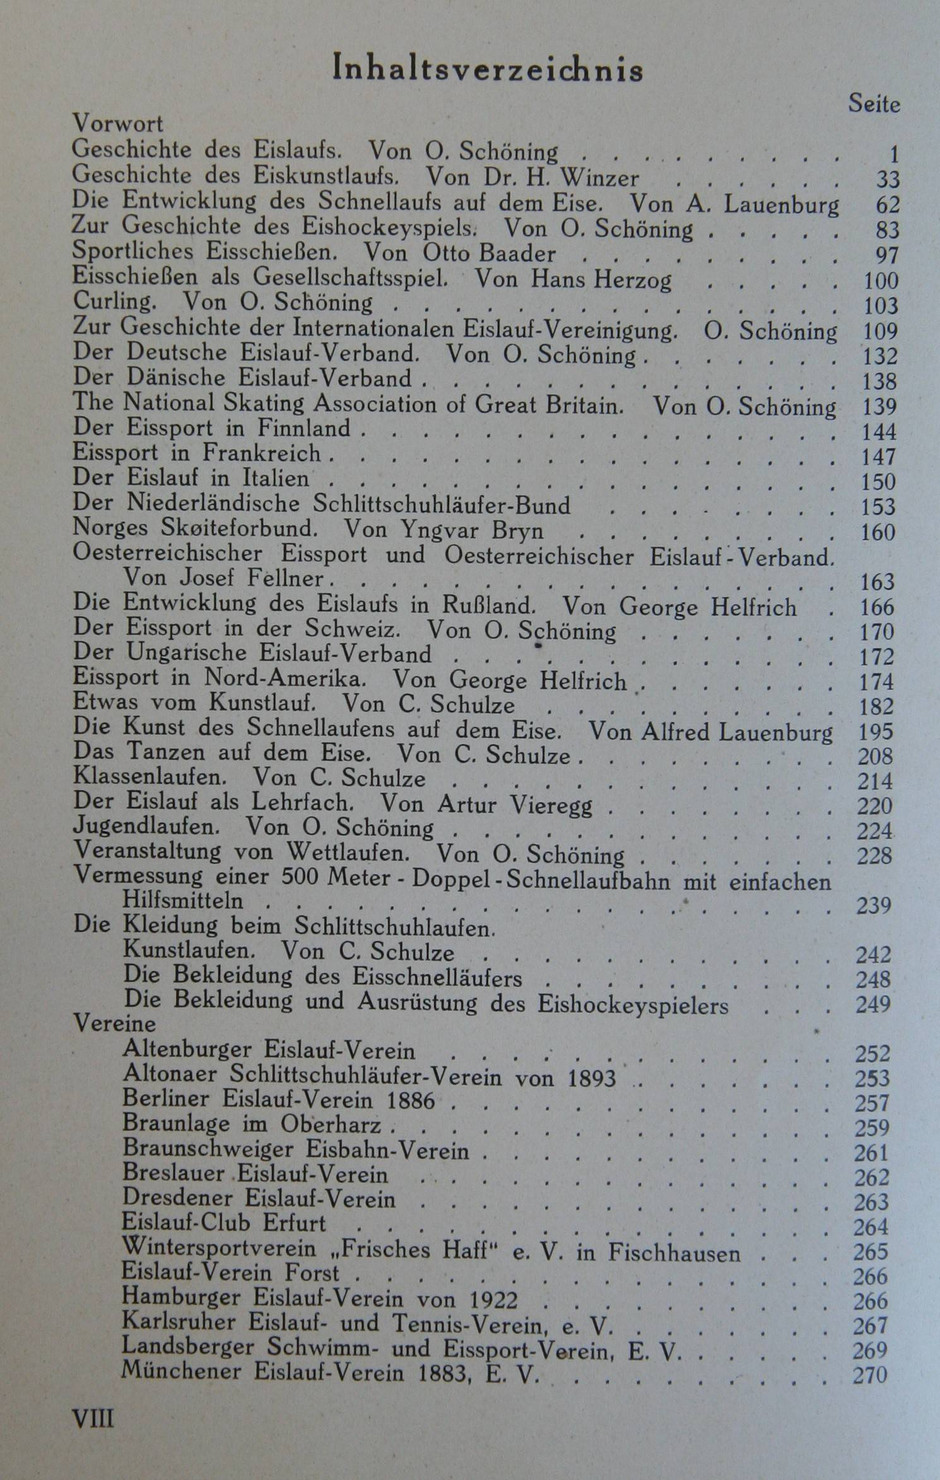 Inhaltsverzeichnis
Seite
Vorwort
Geschichte des Eislaufs. Von O. Schöning . . . . . . . . . . 1
Geschichte des Eiskunstlaufs. Von Dr. H. Winzer . . . . . . 33
Die Entwicklung des Schnellaufs auf dem Eise. Von A. Lauenburg 62
Zur Geschichte des Eishockeyspiels. Von O. Schöning . . . . . 83
Sportliches Eisschießen. Von Otto Baader . . . . . . . . . 97
Eisschießen als Gesellschaftsspiel. Von Hans Herzog . . . . . 100
Curling. Von O. Schöning . . . . . . . . . . . . . . . 103
Zur Geschichte der Internationalen Eislauf-Vereinigung. O. Schöning 109
Der Deutsche Eislauf-Verband. Von O. Schöning . . . . . . . 132
Der Dänische Eislauf-Verband . . . . . . . . . . . . . . 138
The National Skating Association of Great Britain. Von O. Schöning 139
Der Eissport in Finnland . . . . . . . . . . . . . . . . 144
Eissport in Frankreich . . . . . . . . . . . . . . . . . 147
Der Eislauf in Italien . . . . . . . . . . . . . . . . . 150
Der Niederländische Schlittschuhläufer-Bund . . . . . . . . 153
Norges Skøiteforbund. Von Yngvar Bryn . . . . . . . . . 160
Oesterreichischer Eissport und Oesterreichischer Eislauf-Verband.
Von Josef Fellner . . . . . . . . . . . . . . . . . 163
Die Entwicklung des Eislaufs in Rußland. Von George Helfrich . 166
Der Eissport in der Schweiz. Von O. Schöning . . . . . . . 170
Der Ungarische Eislauf-Verband . . . . . . . . . . . . . 172
Eissport in Nord-Amerika. Von George Helfrich . . . . . . . 174
Etwas vom Kunstlauf. Von C. Schulze . . . . . . . . . . 182
Die Kunst des Schnellaufens auf dem Eise. Von Alfred Lauenburg 195
Das Tanzen auf dem Eise. Von C. Schulze . . . . . . . . . 208
Klassenlaufen. Von C. Schulze . . . . . . . . . . . . . 214
Der Eislauf als Lehrfach. Von Artur Vieregg . . . . . . . . 220
Jugendlaufen. Von O. Schöning . . . . . . . . . . . . . 224
Veranstaltung von Wettlaufen. Von O. Schöning . . . . . . . 228
Vermessung einer 500 Meter-Doppel-Schnellaufbahn mit einfachen
Hilfsmitteln . . . . . . . . . . . . . . . . . . . 239
Die Kleidung beim Schlittschuhlaufen.
Kunstlaufen. Von C. Schulze . . . . . . . . . . . . 242
Die Bekleidung des Eisschnelläufers . . . . . . . . . . 248
Die Bekleidung und Ausrüstung des Eishockeyspielers . . . 249
Vereine
Altenburger Eislauf-Verein . . . . . . . . . . . . . 252
Altonaer Schlittschuhläufer-Verein von 1893 . . . . . . . 253
Berliner Eislauf-Verein 1886 . . . . . . . . . . . . . 257
Braunlage im Oberharz . . . . . . . . . . . . . . . 259
Braunschweiger Eisbahn-Verein . . . . . . . . . . . . 261
Breslauer Eislauf-Verein . . . . . . . . . . . . . . 262
Dresdener Eislauf-Verein . . . . . . . . . . . . . . 263
Eislauf-Club Erfurt . . . . . . . . . . . . . . . . 264
Wintersportverein „Frisches Haff" e. V. in Fischhausen . . . 265
Eislauf-Verein Forst . . . . . . . . . . . . . . . . 266
Hamburger Eislauf-Verein von 1922 . . . . . . . . . . 266
Karlsruher Eislauf- und Tennis-Verein, e. V. . . . . . . . 267
Landsberger Schwimm- und Eissport-Verein, E. V. . . . . . 269
Münchener Eislauf-Verein 1883, E. V. . . . . . . . . . . 270
VIII